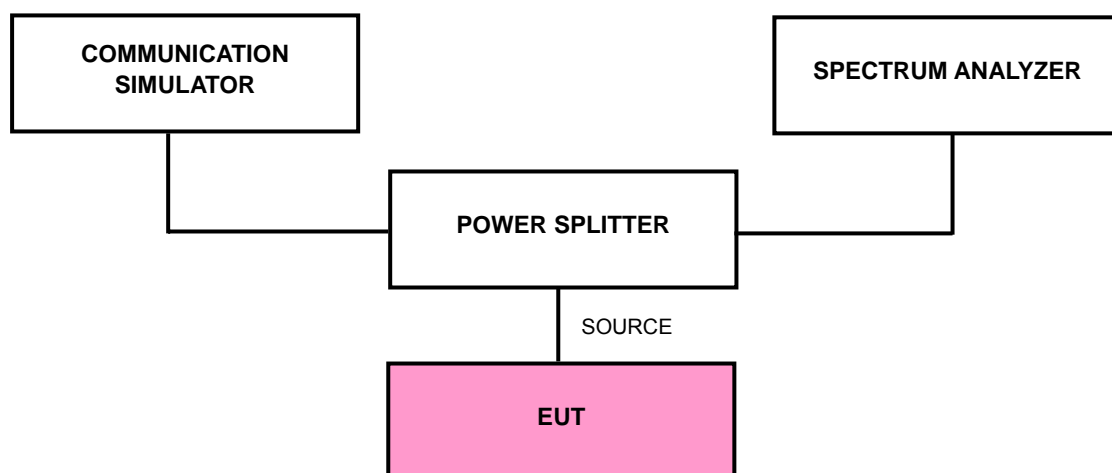 COMMUNICATION
SIMULATOR
SPECTRUM ANALYZER
POWER SPLITTER
SOURCE
EUT